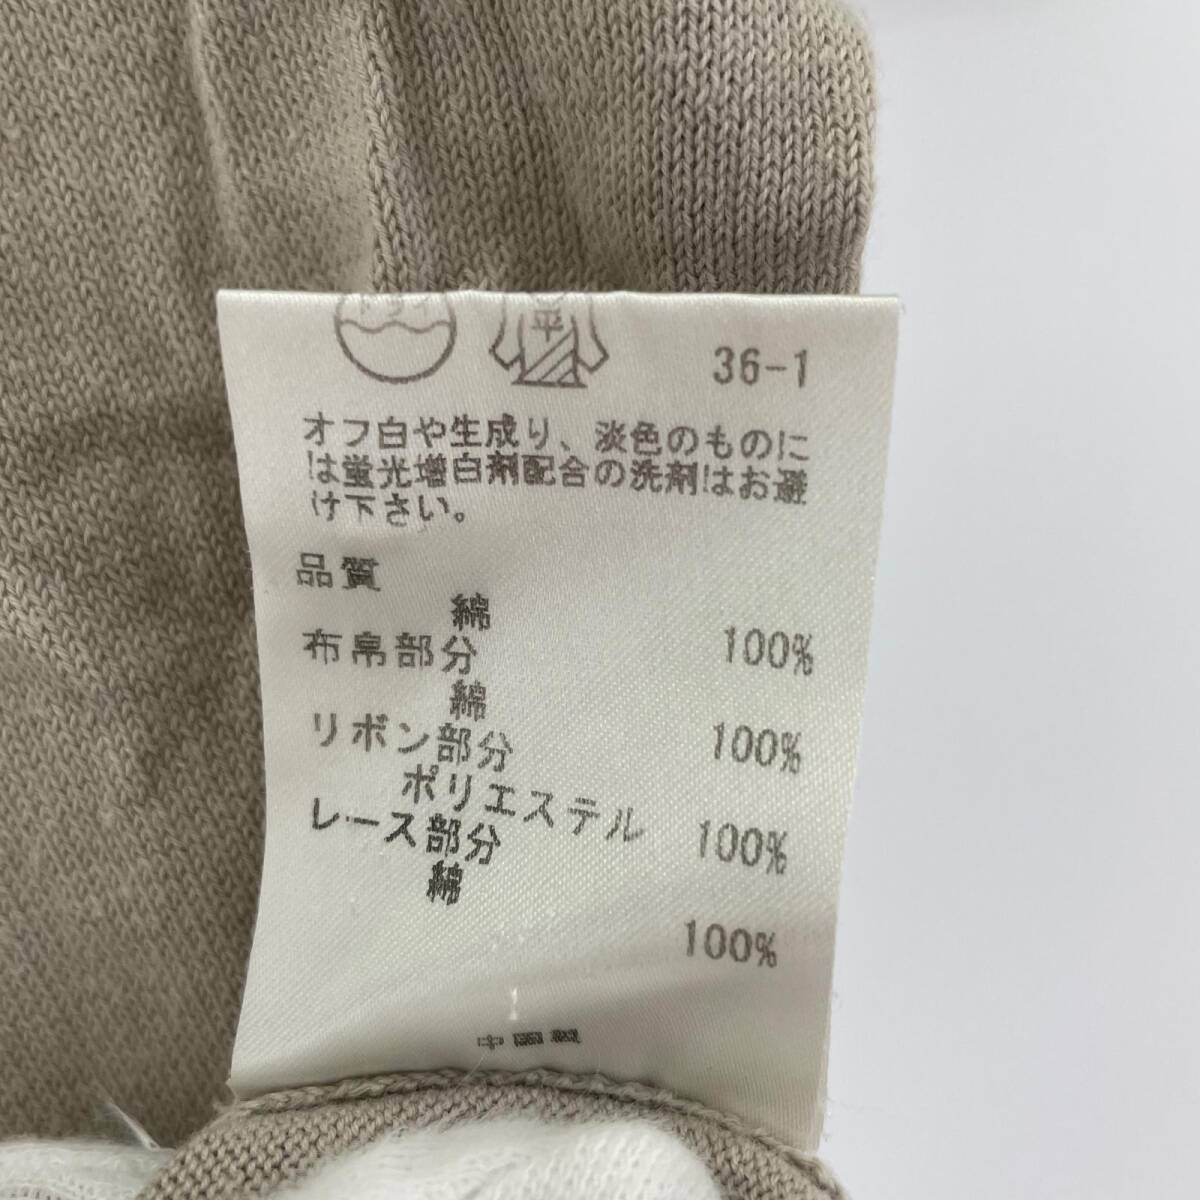 平
36-1
オフ白や生成り、淡色のものに
は蛍光増白剤配合の洗剤はお避
け下さい。
品質
綿 100%
布帛部分
綿 100%
リボン部分
ポリエステル 100%
レース部分
綿 100%